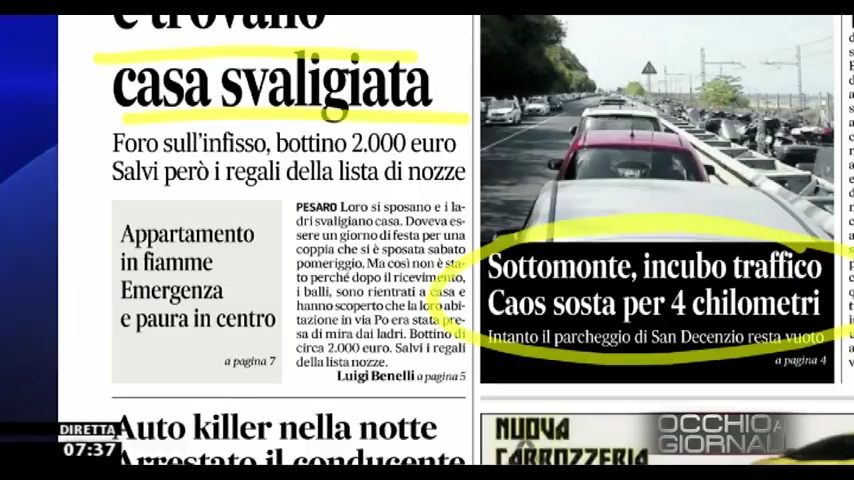 e trovano
casa svaligiata
Foro sull'infisso, bottino 2.000 euro
Salvi però i regali della lista di nozze
Appartamento
in fiamme
Emergenza
e paura in centro
a pagina 7
PESARO Loro si sposano e i la-
dri svaligiano casa. Doveva es-
sere un giorno di festa per una
coppia che si è sposata sabato
pomeriggio. Ma così non è sta-
to perché dopo il ricevimento,
i balli, sono rientrati a casa e
hanno scoperto che la loro abi-
tazione in via Po era stata pre-
sa di mira dai ladri. Bottino di
circa 2.000 euro. Salvi i regali
della lista nozze.
Luigi Benelli a pagina 5
Sottomonte, incubo traffico
Caos sosta per 4 chilometri
Intanto il parcheggio di San Decenzio resta vuoto
a pagina 4
Auto killer nella notte
Arrestato il conducente
NUOVA
CARROZZERIA
OCCHIO AI
GIORNALI
DIRETTA
07:37